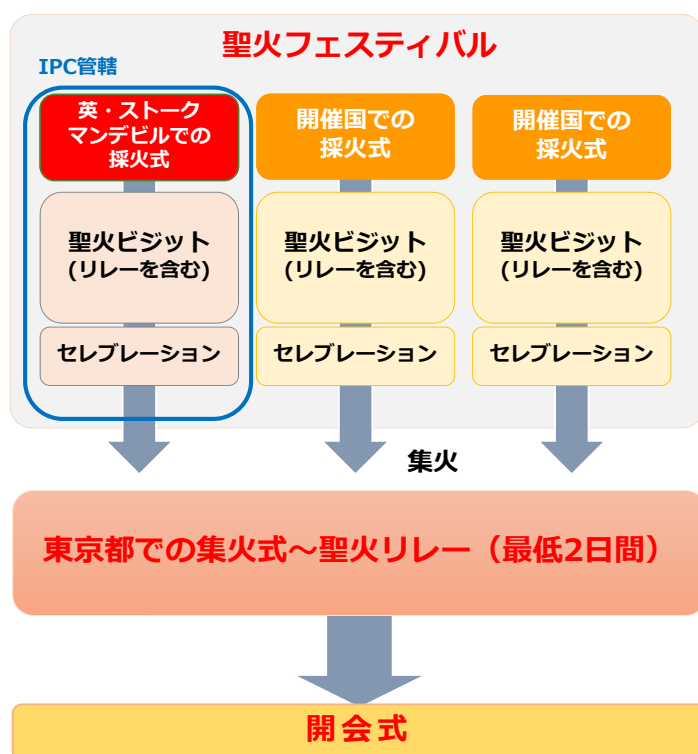 聖火フェスティバル
IPC管轄
英・ストーク
マンデビルでの
採火式
開催国での
採火式
開催国での
採火式
聖火ビジット
(リレーを含む)
聖火ビジット
(リレーを含む)
聖火ビジット
(リレーを含む)
セレブレーション
セレブレーション
セレブレーション
集火
東京都での集火式～聖火リレー（最低2日間）
開会式